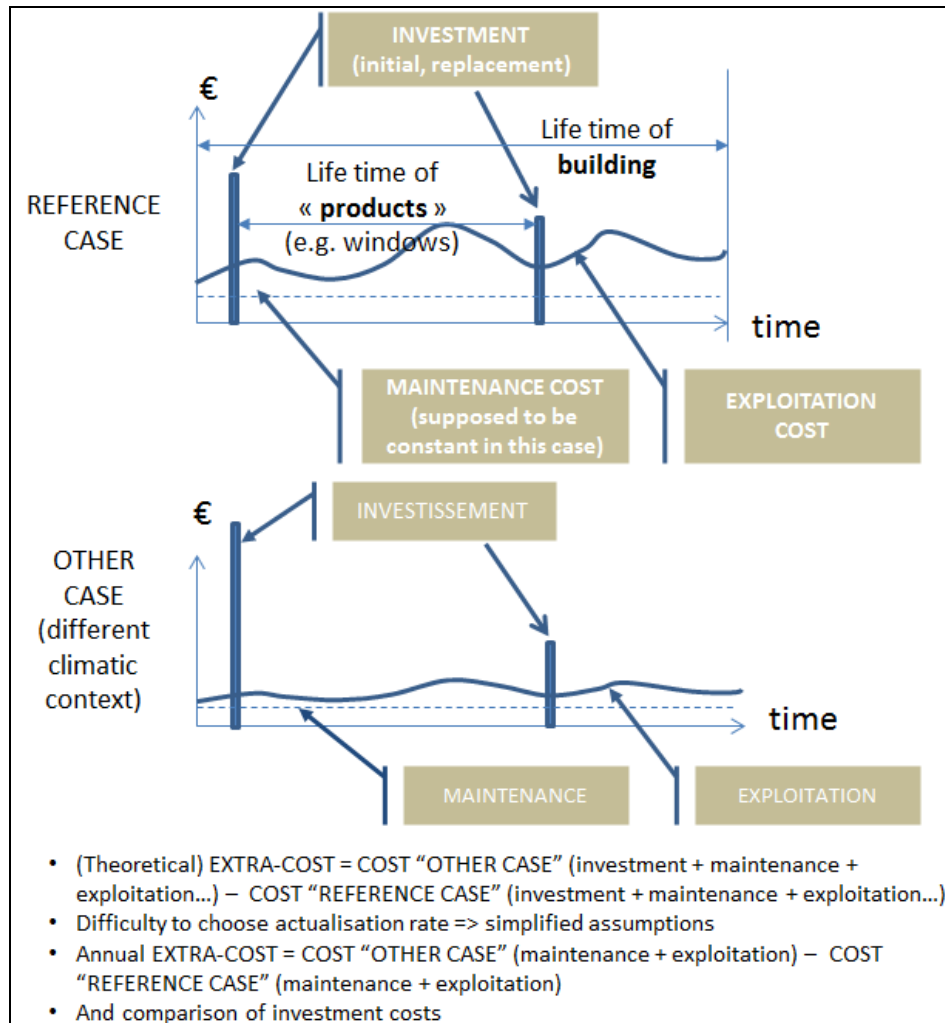 INVESTMENT
(initial, replacement)
€
Life time of
building
Life time of
« products »
(e.g. windows)
REFERENCE
CASE
time
MAINTENANCE COST
(supposed to be
constant in this case)
EXPLOITATION
COST
€
INVESTISSEMENT
OTHER
CASE
(different
climatic
context)
time
MAINTENANCE
EXPLOITATION
• (Theoretical) EXTRA-COST = COST “OTHER CASE” (investment + maintenance +
exploitation...) – COST “REFERENCE CASE” (investment + maintenance + exploitation...)
• Difficulty to choose actualisation rate => simplified assumptions
• Annual EXTRA-COST = COST “OTHER CASE” (maintenance + exploitation) – COST
“REFERENCE CASE” (maintenance + exploitation)
• And comparison of investment costs